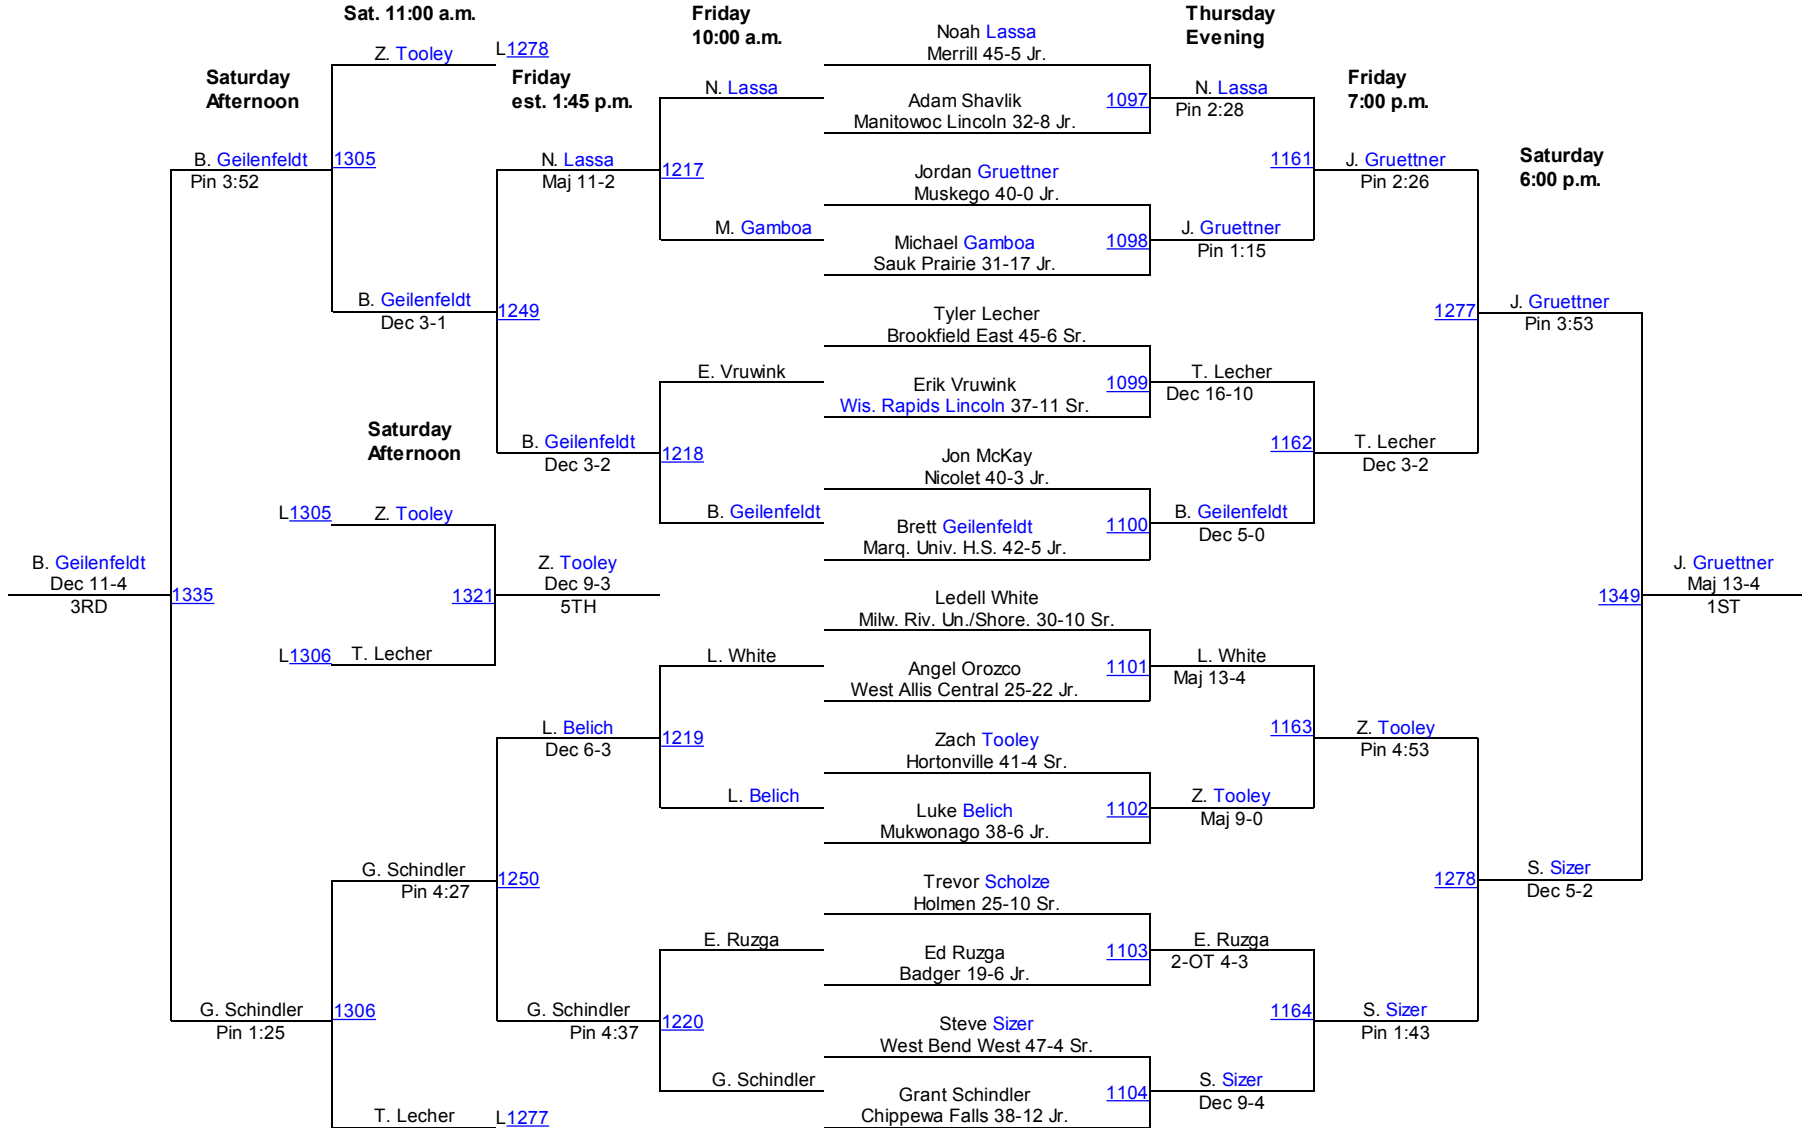 Sat. 11:00 a.m.
Z. Tooley
L1278
Saturday
Afternoon
B. Geilenfeldt
Pin 3:52
1305
B. Geilenfeldt
Dec 3-1
Saturday
Afternoon
L1305
Z. Tooley
B. Geilenfeldt
Dec 11-4
3RD
1335
1321
Z. Tooley
Dec 9-3
5TH
L1306
T. Lecher
G. Schindler
Pin 4:27
G. Schindler
Pin 1:25
1306
T. Lecher
L1277
Friday
est. 1:45 p.m.
N. Lassa
Maj 11-2
1249
B. Geilenfeldt
Dec 3-2
L. Belich
Dec 6-3
1250
G. Schindler
Pin 4:37
Friday
10:00 a.m.
N. Lassa
1217
M. Gamboa
E. Vruwink
1218
B. Geilenfeldt
L. White
1219
L. Belich
E. Ruzga
1220
G. Schindler
Noah Lassa
Merrill 45-5 Jr.
Adam Shavlik
Manitowoc Lincoln 32-8 Jr.
1097
Jordan Gruettner
Muskego 40-0 Jr.
Michael Gamboa
Sauk Prairie 31-17 Jr.
1098
Tyler Lecher
Brookfield East 45-6 Sr.
Erik Vruwink
Wis. Rapids Lincoln 37-11 Sr.
1099
Jon McKay
Nicolet 40-3 Jr.
Brett Geilenfeldt
Marq. Univ. H.S. 42-5 Jr.
1100
Ledell White
Milw. Riv. Un./Shore. 30-10 Sr.
Angel Orozco
West Allis Central 25-22 Jr.
1101
Zach Tooley
Hortonville 41-4 Sr.
Luke Belich
Mukwonago 38-6 Jr.
1102
Trevor Scholze
Holmen 25-10 Sr.
Ed Ruzga
Badger 19-6 Jr.
1103
Steve Sizer
West Bend West 47-4 Sr.
Grant Schindler
Chippewa Falls 38-12 Jr.
1104
Thursday
Evening
N. Lassa
Pin 2:28
1161
J. Gruettner
Pin 1:15
T. Lecher
Dec 16-10
1162
B. Geilenfeldt
Dec 5-0
L. White
Maj 13-4
1163
Z. Tooley
Maj 9-0
E. Ruzga
2-OT 4-3
1164
S. Sizer
Dec 9-4
Friday
7:00 p.m.
J. Gruettner
Pin 2:26
1277
T. Lecher
Dec 3-2
Z. Tooley
Pin 4:53
1278
S. Sizer
Pin 1:43
Saturday
6:00 p.m.
J. Gruettner
Pin 3:53
1349
S. Sizer
Dec 5-2
J. Gruettner
Maj 13-4
1ST